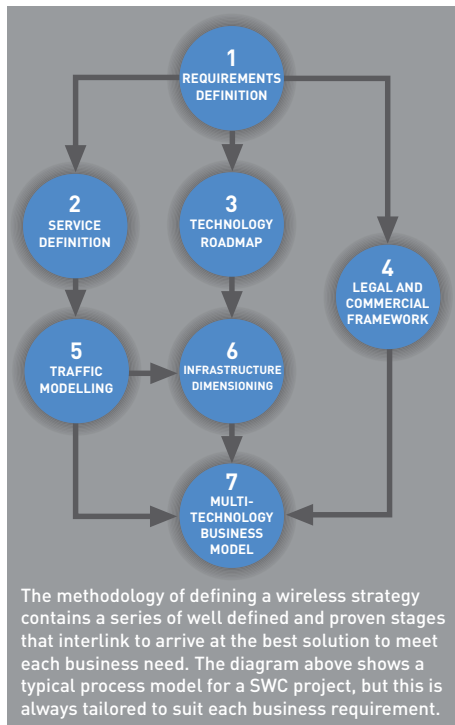 1
REQUIREMENTS
DEFINITION
2
SERVICE
DEFINITION
3
TECHNOLOGY
ROADMAP
4
LEGAL AND
COMMERCIAL
FRAMEWORK
5
TRAFFIC
MODELLING
6
INFRASTRUCTURE
DIMENSIONING
7
MULTI-
TECHNOLOGY
BUSINESS
MODEL
The methodology of defining a wireless strategy
contains a series of well defined and proven stages
that interlink to arrive at the best solution to meet
each business need. The diagram above shows a
typical process model for a SWC project, but this is
always tailored to suit each business requirement.